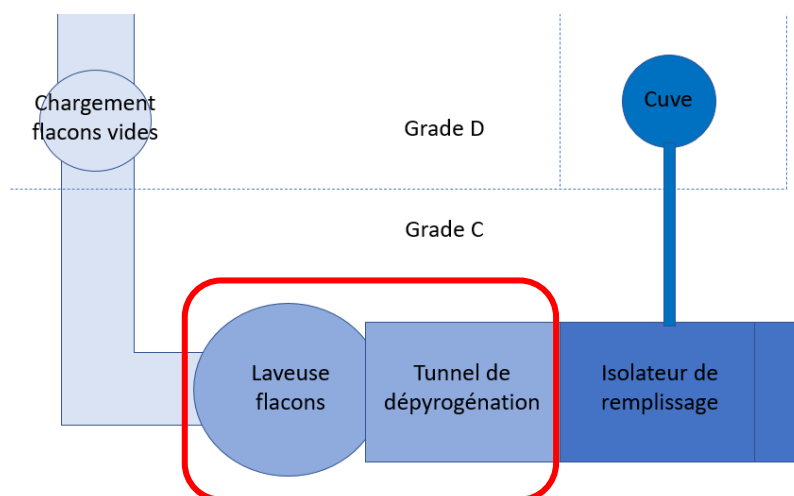 Chargement
flacons vides
Cuve
Grade D
Grade C
Laveuse
flacons
Tunnel de
dépyrogénation
Isolateur de
remplissage